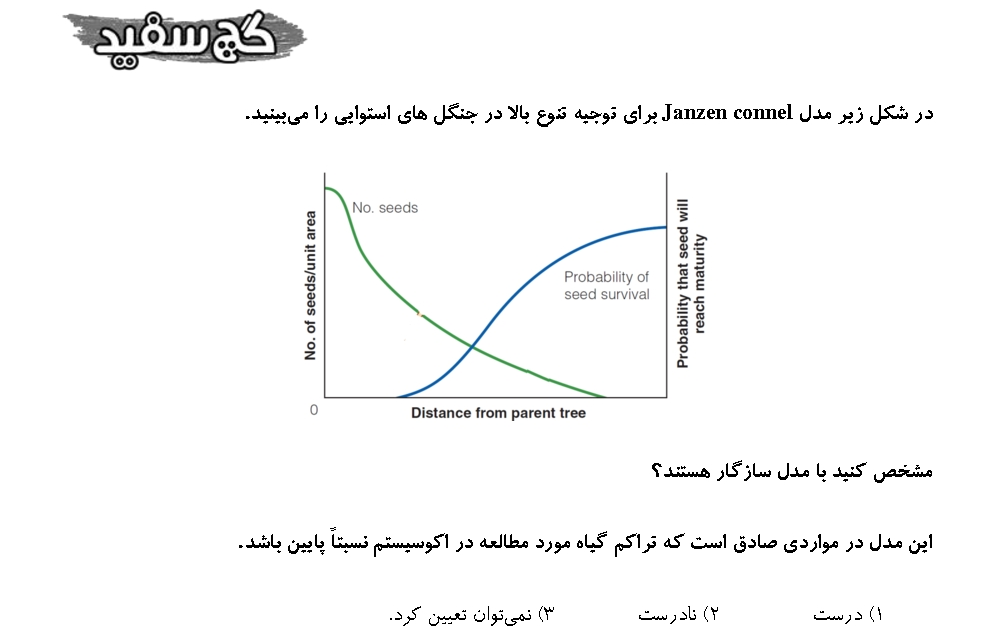 گچ سفید
در شکل زیر مدل Janzen connel برای توجیه تنوع بالا در جنگل های استوایی را می‌بینید.
No. of seeds/unit area
No. seeds
Probability of
seed survival
Probability that seed will
reach maturity
0
Distance from parent tree
مشخص کنید با مدل سازگار هستند؟
این مدل در مواردی صادق است که تراکم گیاه مورد مطالعه در اکوسیستم نسبتاً پایین باشد.
۱) درست ۲) نادرست ۳) نمی‌توان تعیین کرد.